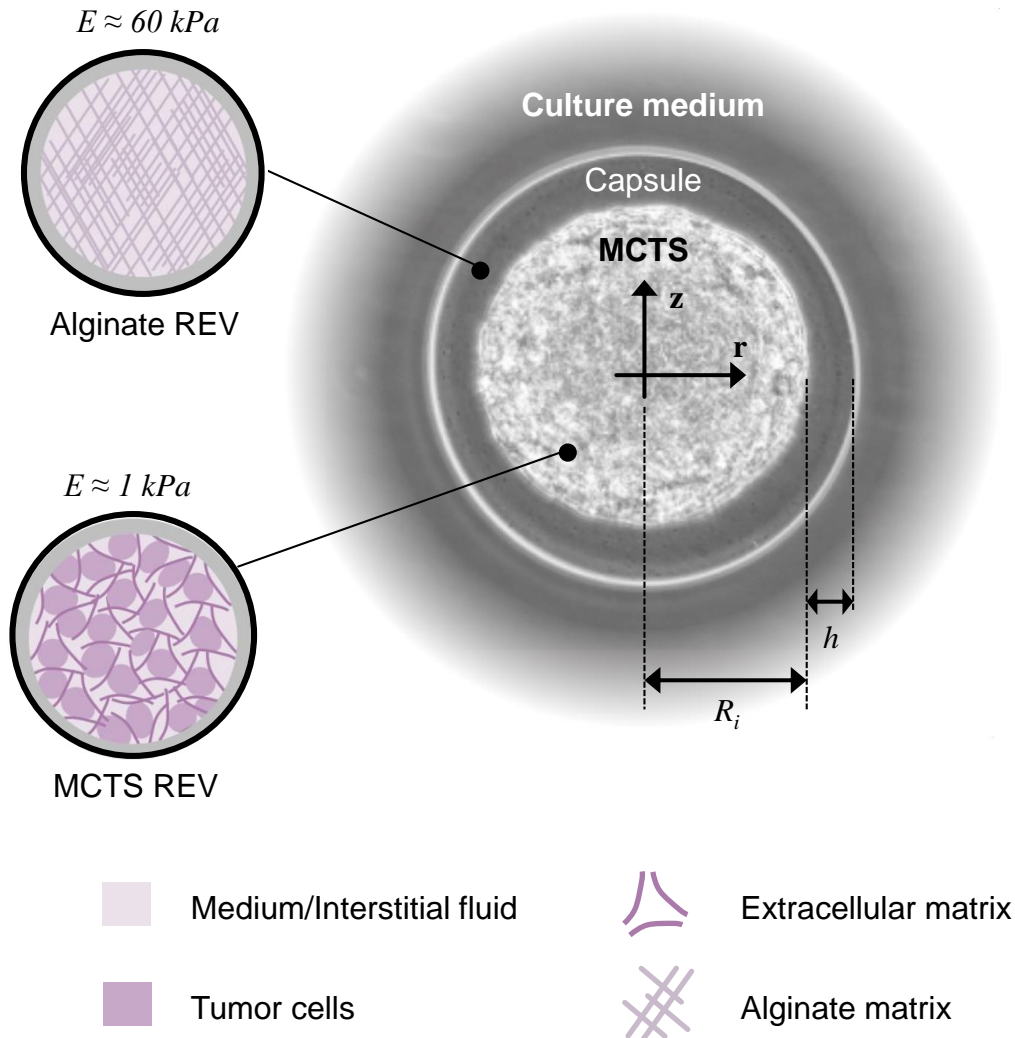 E ≈ 60 kPa
Alginate REV
Culture medium
Capsule
MCTS
z
r
E ≈ 1 kPa
MCTS REV
h
R_i
Medium/Interstitial fluid
Extracellular matrix
Tumor cells
Alginate matrix